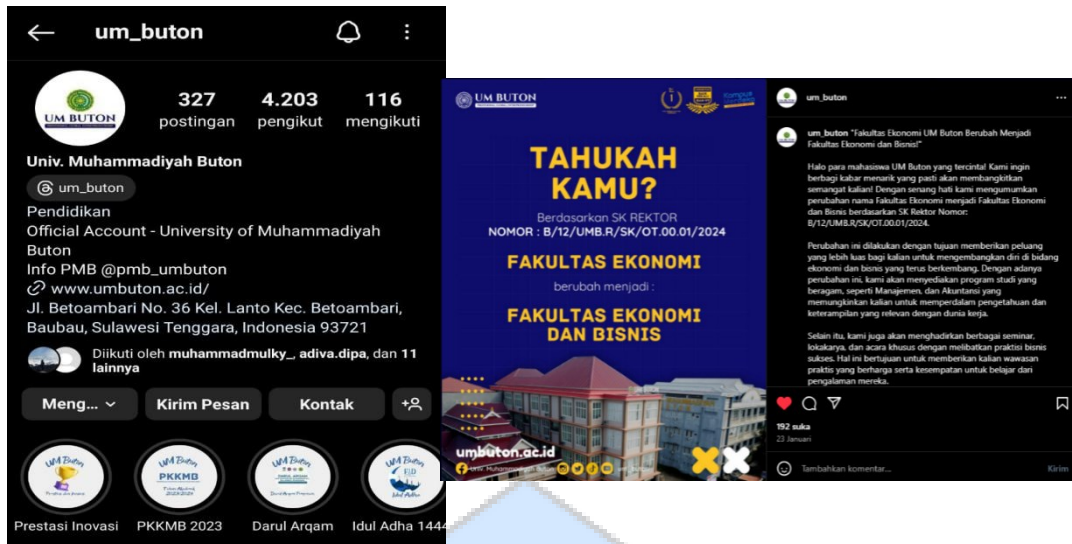 um_buton
UM BUTON
327
4.203
116
postingan
pengikut
mengikuti
Univ. Muhammadiyah Buton
um_buton
Pendidikan
Official Account - University of Muhammadiyah
Buton
Info PMB @pmb_umbuton
www.umbuton.ac.id/
Jl. Betoambari No. 36 Kel. Lanto Kec. Betoambari,
Baubau, Sulawesi Tenggara, Indonesia 93721
Diikuti oleh muhammadmulky_, adiva.dipa, dan 11
lainnya
Meng...
Kirim Pesan
Kontak
UM Buton
UM Buton
PKKMB
UM Buton
UM Buton
Prestasi Inovasi
PKKMB 2023
Darul Arqam
Idul Adha 1444
UM BUTON
TAHUKAH
KAMU?
Berdasarkan SK REKTOR
NOMOR : B/12/UMB.R/SK/OT.00.01/2024
FAKULTAS EKONOMI
berubah menjadi :
FAKULTAS EKONOMI
DAN BISNIS
umbuton.ac.id
Univ. Muhammadiyah Buton
um_buton
um_buton "Fakultas Ekonomi UM Buton Berubah Menjadi
Fakultas Ekonomi dan Bisnis!"
Halo para mahasiswa UM Buton yang tercinta! Kami ingin
berbagi kabar menarik yang pasti akan membangkitkan
semangat kalian! Dengan senang hati kami mengumumkan
perubahan nama Fakultas Ekonomi menjadi Fakultas Ekonomi
dan Bisnis berdasarkan SK Rektor Nomor:
B/12/UMB.R/SK/OT.00.01/2024.
Perubahan ini dilakukan dengan tujuan memberikan peluang
yang lebih luas bagi kalian untuk mengembangkan diri di bidang
ekonomi dan bisnis yang terus berkembang. Dengan adanya
perubahan ini, kami akan menyediakan program studi yang
beragam, seperti Manajemen, dan Akuntansi yang
memungkinkan kalian untuk memperdalam pengetahuan dan
keterampilan yang relevan dengan dunia kerja.
Selain itu, kami juga akan menghadirkan berbagai seminar,
lokakarya, dan acara khusus dengan melibatkan praktisi bisnis
sukses. Hal ini bertujuan untuk memberikan kalian wawasan
praktis yang berharga serta kesempatan untuk belajar dari
pengalaman mereka.
192 suka
23 Januari
Tambahkan komentar...
Kirim